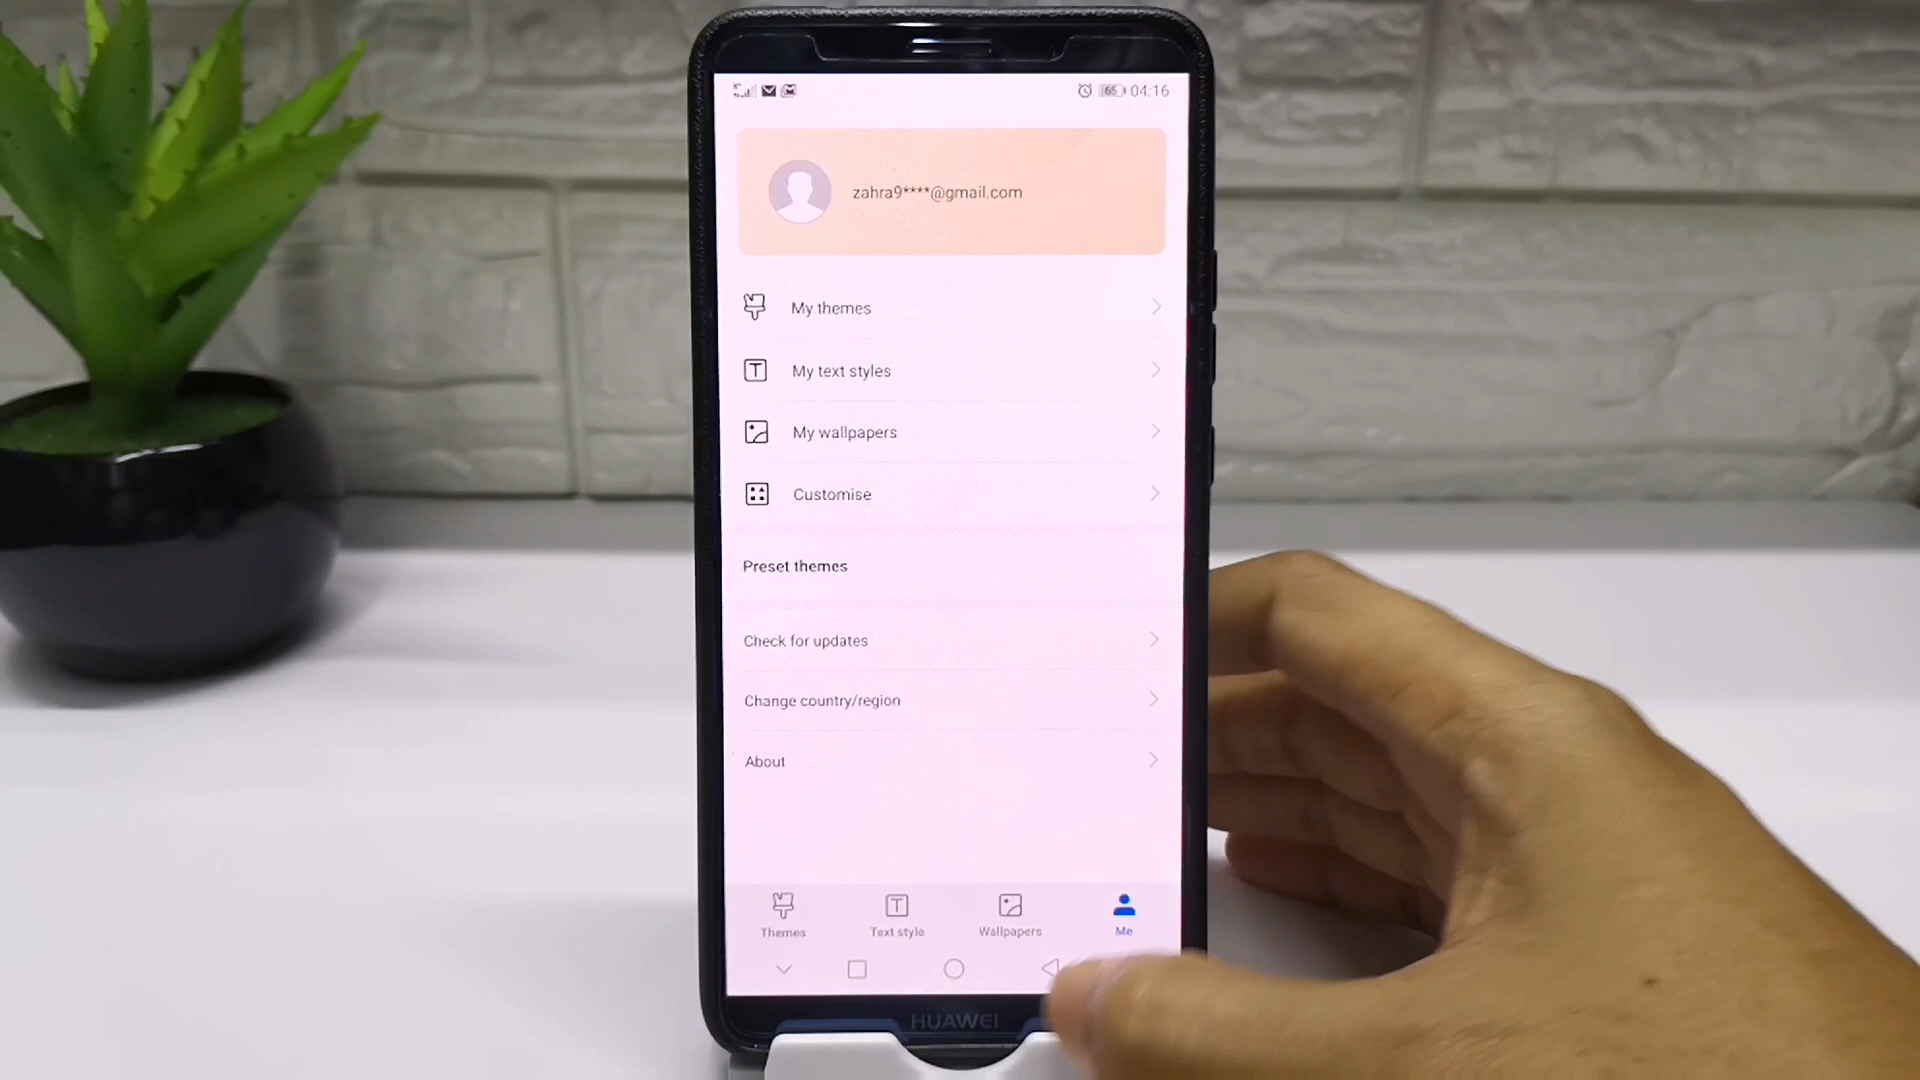 65 04:16
zahra9****@gmail.com
My themes
My text styles
My wallpapers
Customise
Preset themes
Check for updates
Change country/region
About
Themes Text style Wallpapers Me
HUAWEI